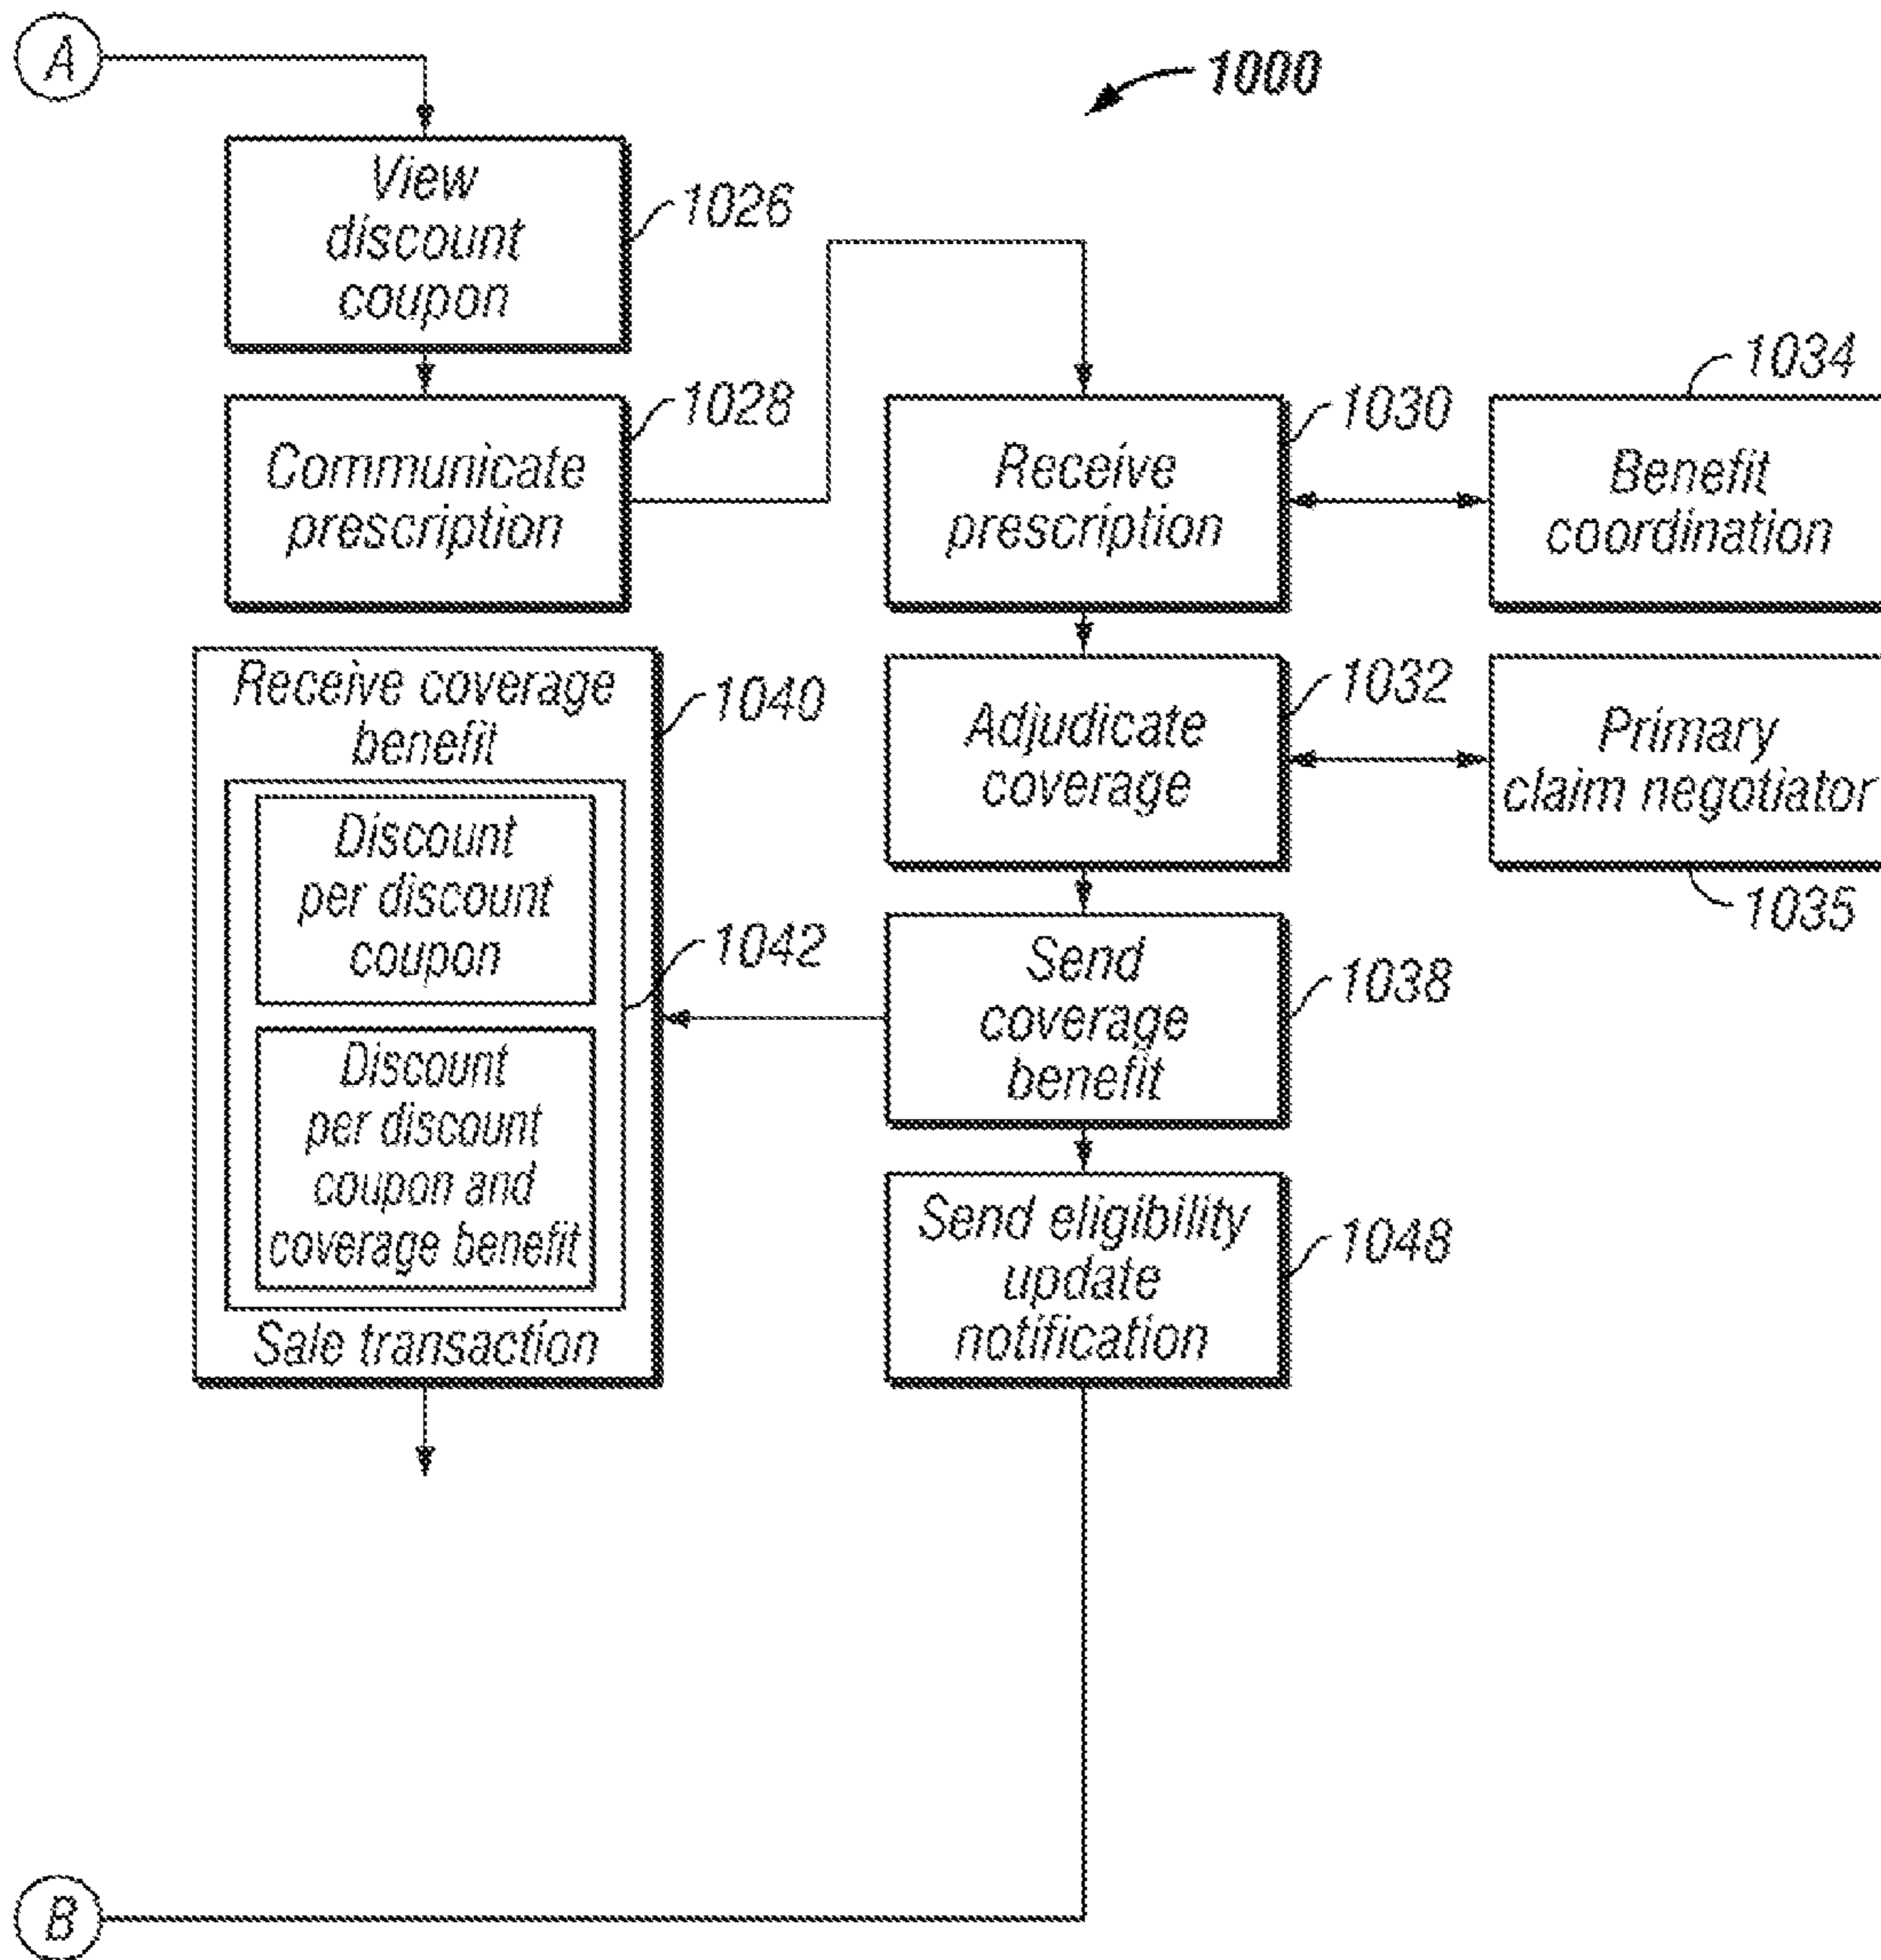 A
1000
View
discount
coupon
1026
Communicate
prescription
1028
Receive
prescription
1030
Benefit
coordination
1034
Adjudicate
coverage
1032
Primary
claim negotiator
1035
Receive coverage
benefit
1040
Discount
per discount
coupon
1042
Discount
per discount
coupon and
coverage benefit
Sale transaction
Send
coverage
benefit
1038
Send eligibility
update
notification
1048
B